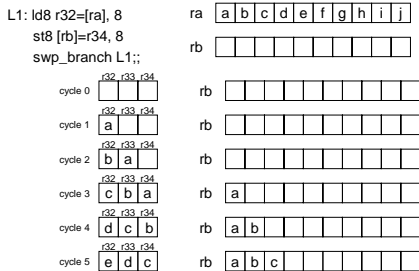 L1: ld8 r32=[ra], 8
st8 [rb]=r34, 8
swp_branch L1;;
ra a b c d e f g h i j
rb
r32 r33 r34
cycle 0 rb
r32 r33 r34
cycle 1 a rb
r32 r33 r34
cycle 2 b a rb
r32 r33 r34
cycle 3 c b a rb a
r32 r33 r34
cycle 4 d c b rb a b
r32 r33 r34
cycle 5 e d c rb a b c